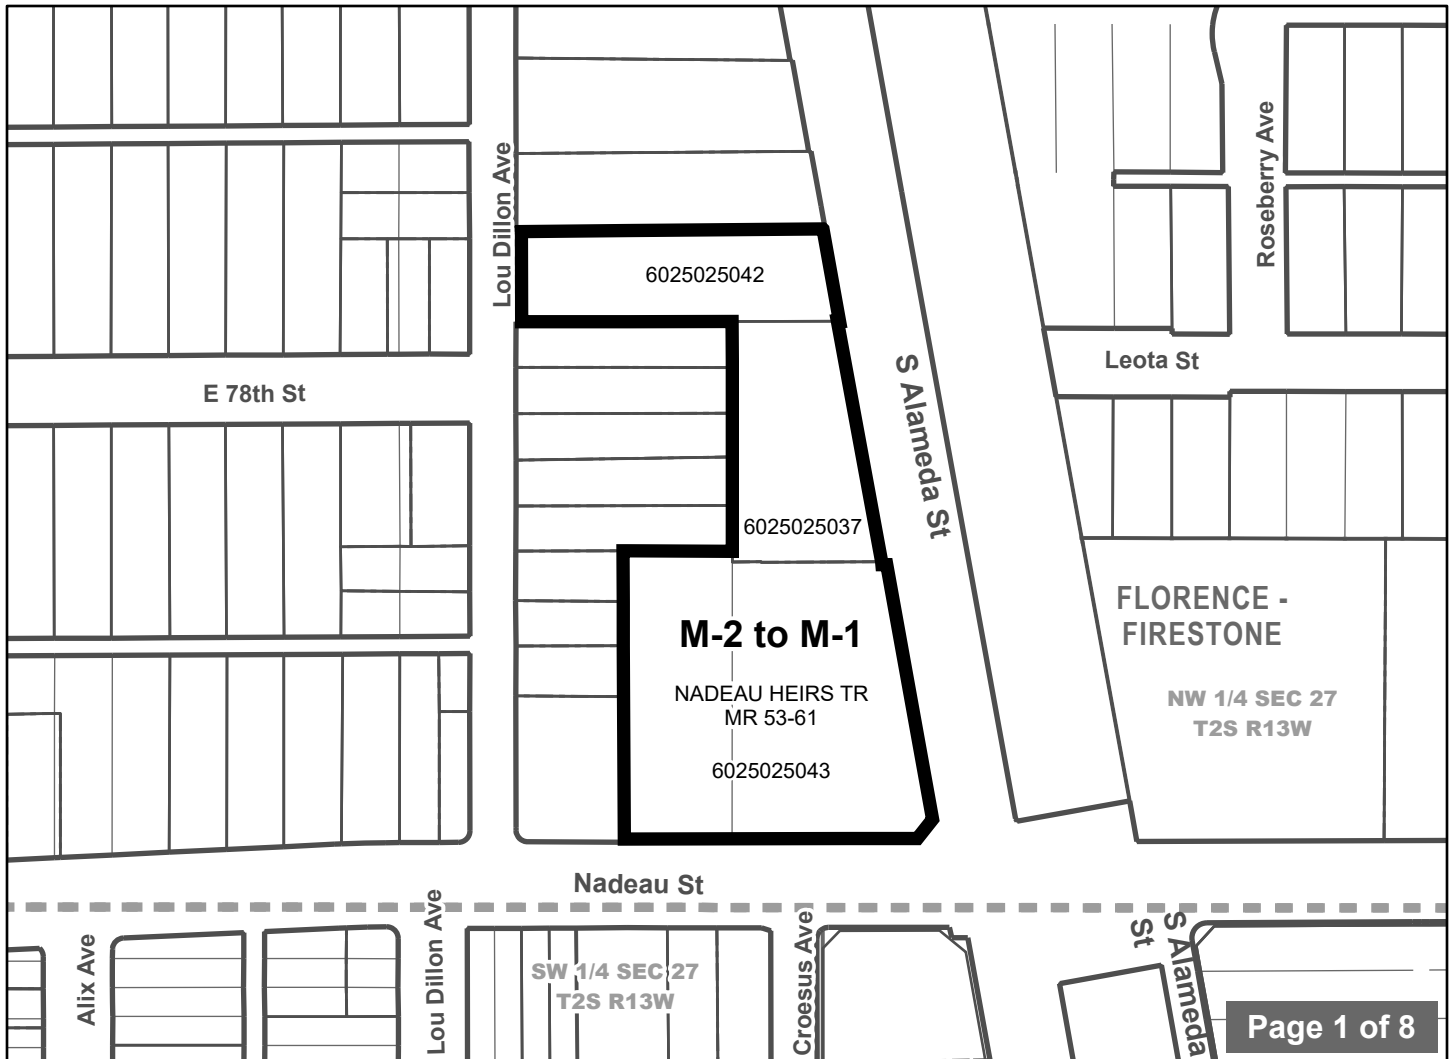 Lou Dillon Ave
Roseberry Ave
6025025042
E 78th St
S Alameda St
Leota St
6025025037
M-2 to M-1
NADEAU HEIRS TR
MR 53-61
6025025043
FLORENCE -
FIRESTONE
NW 1/4 SEC 27
T2S R13W
Nadeau St
Alix Ave
Lou Dillon Ave
SW 1/4 SEC 27
T2S R13W
Croesus Ave
S Alameda
St
Page 1 of 8